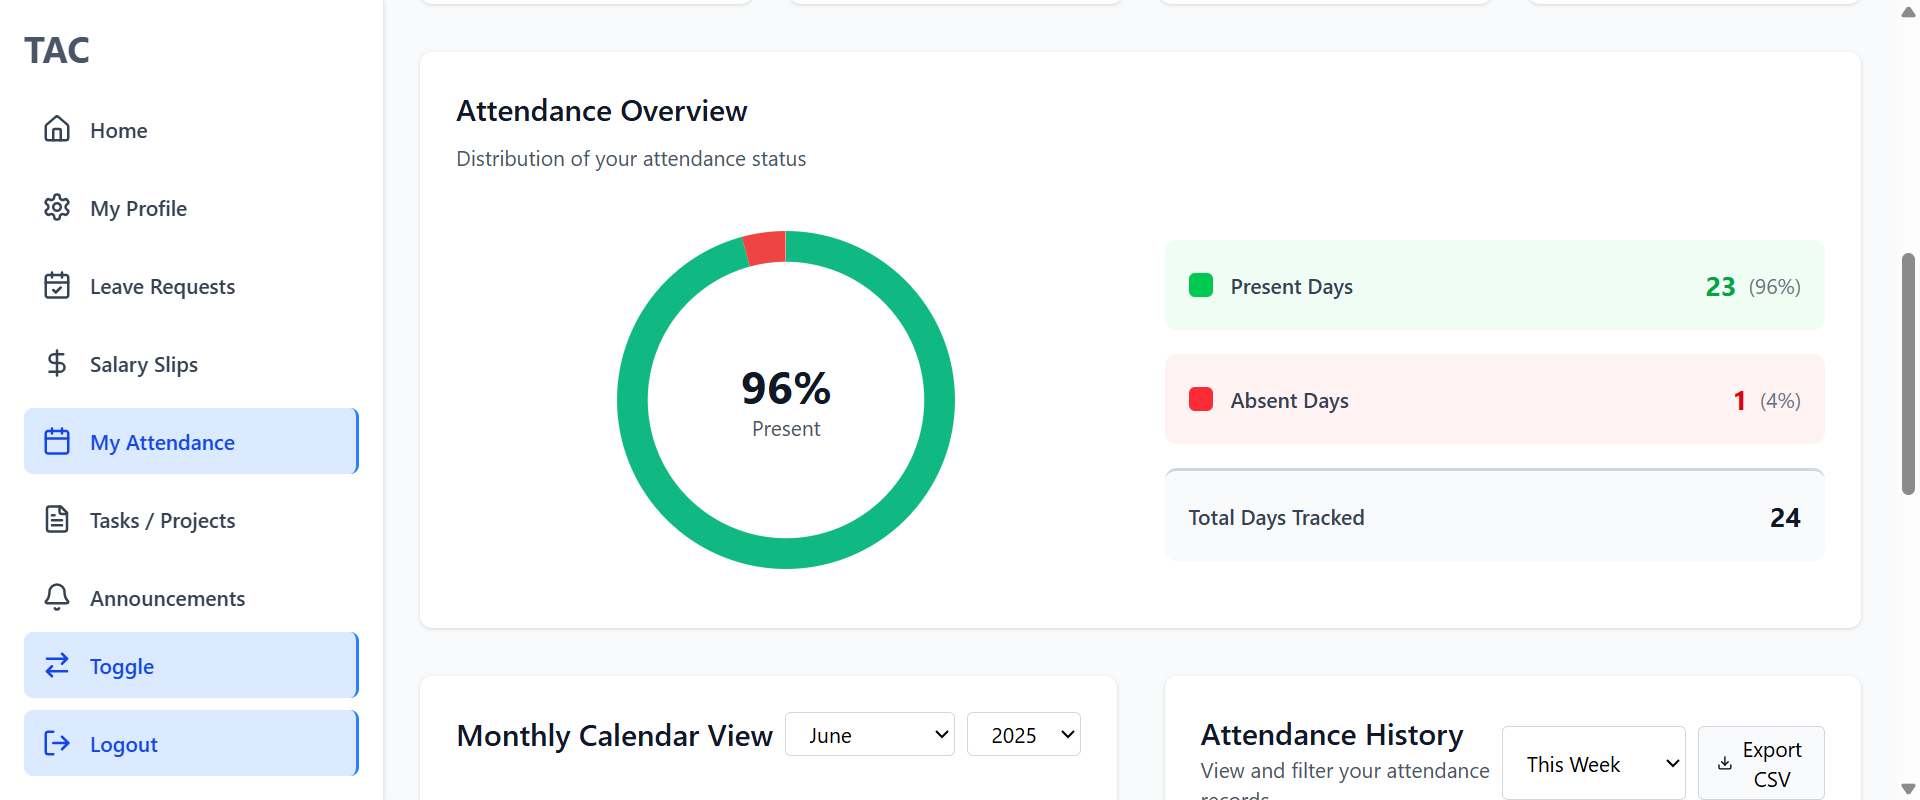 TAC
Home
My Profile
Leave Requests
Salary Slips
My Attendance
Tasks / Projects
Announcements
Toggle
Logout
Attendance Overview
Distribution of your attendance status
96%
Present
Present Days 23 (96%)
Absent Days 1 (4%)
Total Days Tracked 24
Monthly Calendar View June 2025
Attendance History
View and filter your attendance
records
This Week
Export
CSV